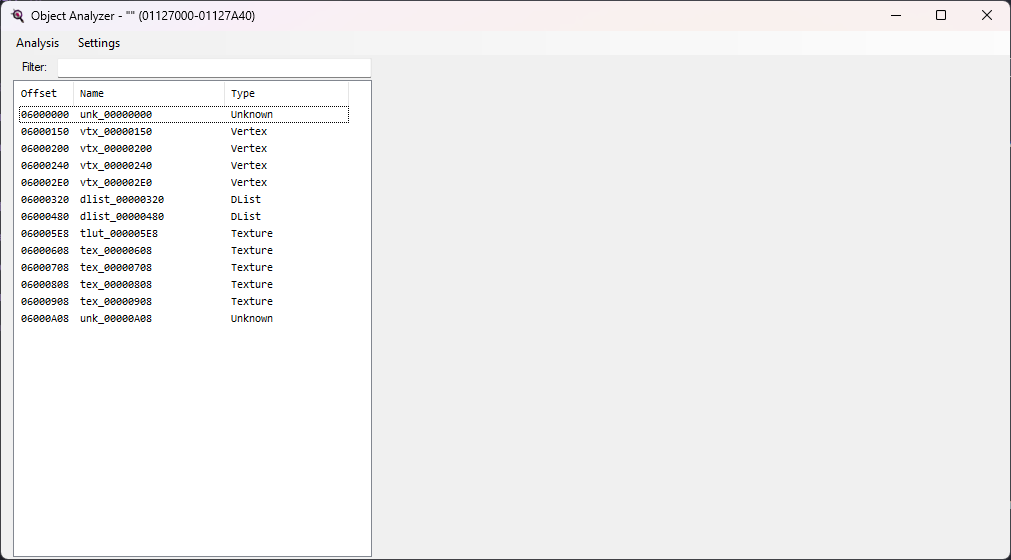 Object Analyzer - "" (01127000-01127A40)
Analysis Settings
Filter:
Offset Name Type
06000000 unk_00000000 Unknown
06000150 vtx_00000150 Vertex
06000200 vtx_00000200 Vertex
06000240 vtx_00000240 Vertex
060002E0 vtx_000002E0 Vertex
06000320 dlist_00000320 DList
06000480 dlist_00000480 DList
060005E8 tlut_000005E8 Texture
06000608 tex_00000608 Texture
06000708 tex_00000708 Texture
06000808 tex_00000808 Texture
06000908 tex_00000908 Texture
06000A08 unk_00000A08 Unknown